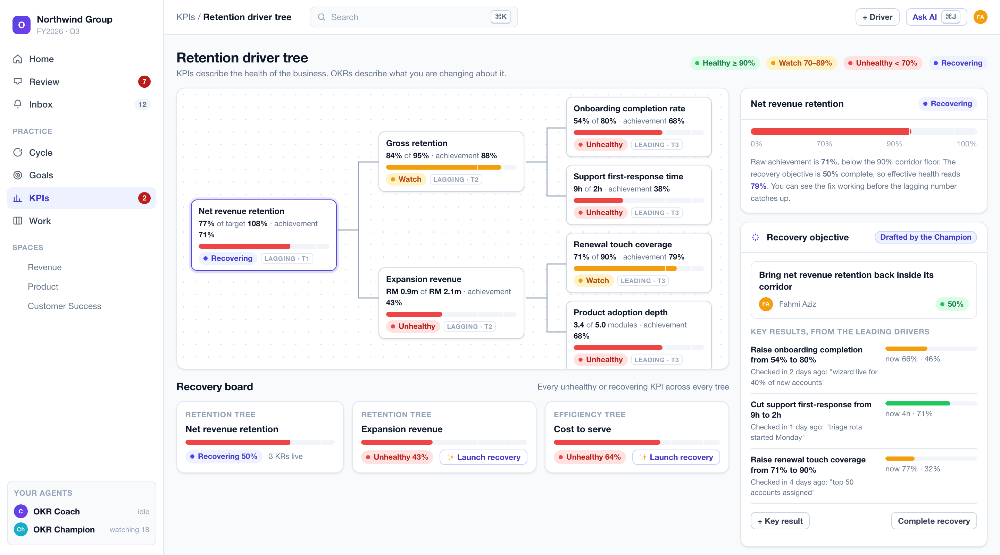 O
Northwind Group
FY2026 · Q3
Home
Review
7
Inbox
12
PRACTICE
Cycle
Goals
KPIs
2
Work
SPACES
Revenue
Product
Customer Success
YOUR AGENTS
C
OKR Coach
idle
Ch
OKR Champion
watching 18
KPIs / Retention driver tree
Search
⌘K
+ Driver
Ask AI
⌘J
FA
Retention driver tree
KPIs describe the health of the business. OKRs describe what you are changing about it.
Healthy ≥ 90%
Watch 70–89%
Unhealthy < 70%
Recovering
Net revenue retention
77% of target 108% · achievement
71%
Recovering
LAGGING · T1
Gross retention
84% of 95% · achievement 88%
Watch
LAGGING · T2
Expansion revenue
RM 0.9m of RM 2.1m · achievement
43%
Unhealthy
LAGGING · T2
Onboarding completion rate
54% of 80% · achievement 68%
Unhealthy
LEADING · T3
Support first-response time
9h of 2h · achievement 38%
Unhealthy
LEADING · T3
Renewal touch coverage
71% of 90% · achievement 79%
Watch
LEADING · T3
Product adoption depth
3.4 of 5.0 modules · achievement
68%
Unhealthy
LEADING · T3
Recovery board
Every unhealthy or recovering KPI across every tree
RETENTION TREE
Net revenue retention
Recovering 50%
3 KRs live
RETENTION TREE
Expansion revenue
Unhealthy 43%
✨ Launch recovery
EFFICIENCY TREE
Cost to serve
Unhealthy 64%
✨ Launch recovery
Net revenue retention
Recovering
0%
70%
90%
100%
Raw achievement is 71%, below the 90% corridor floor. The
recovery objective is 50% complete, so effective health reads
79%. You can see the fix working before the lagging number
catches up.
Recovery objective
Drafted by the Champion
Bring net revenue retention back inside its
corridor
FA
Fahmi Aziz
50%
KEY RESULTS, FROM THE LEADING DRIVERS
Raise onboarding completion
from 54% to 80%
Checked in 2 days ago: "wizard live for
40% of new accounts"
now 66% · 46%
Cut support first-response from
9h to 2h
Checked in 1 day ago: "triage rota
started Monday"
now 4h · 71%
Raise renewal touch coverage
from 71% to 90%
Checked in 4 days ago: "top 50
accounts assigned"
now 77% · 32%
+ Key result
Complete recovery